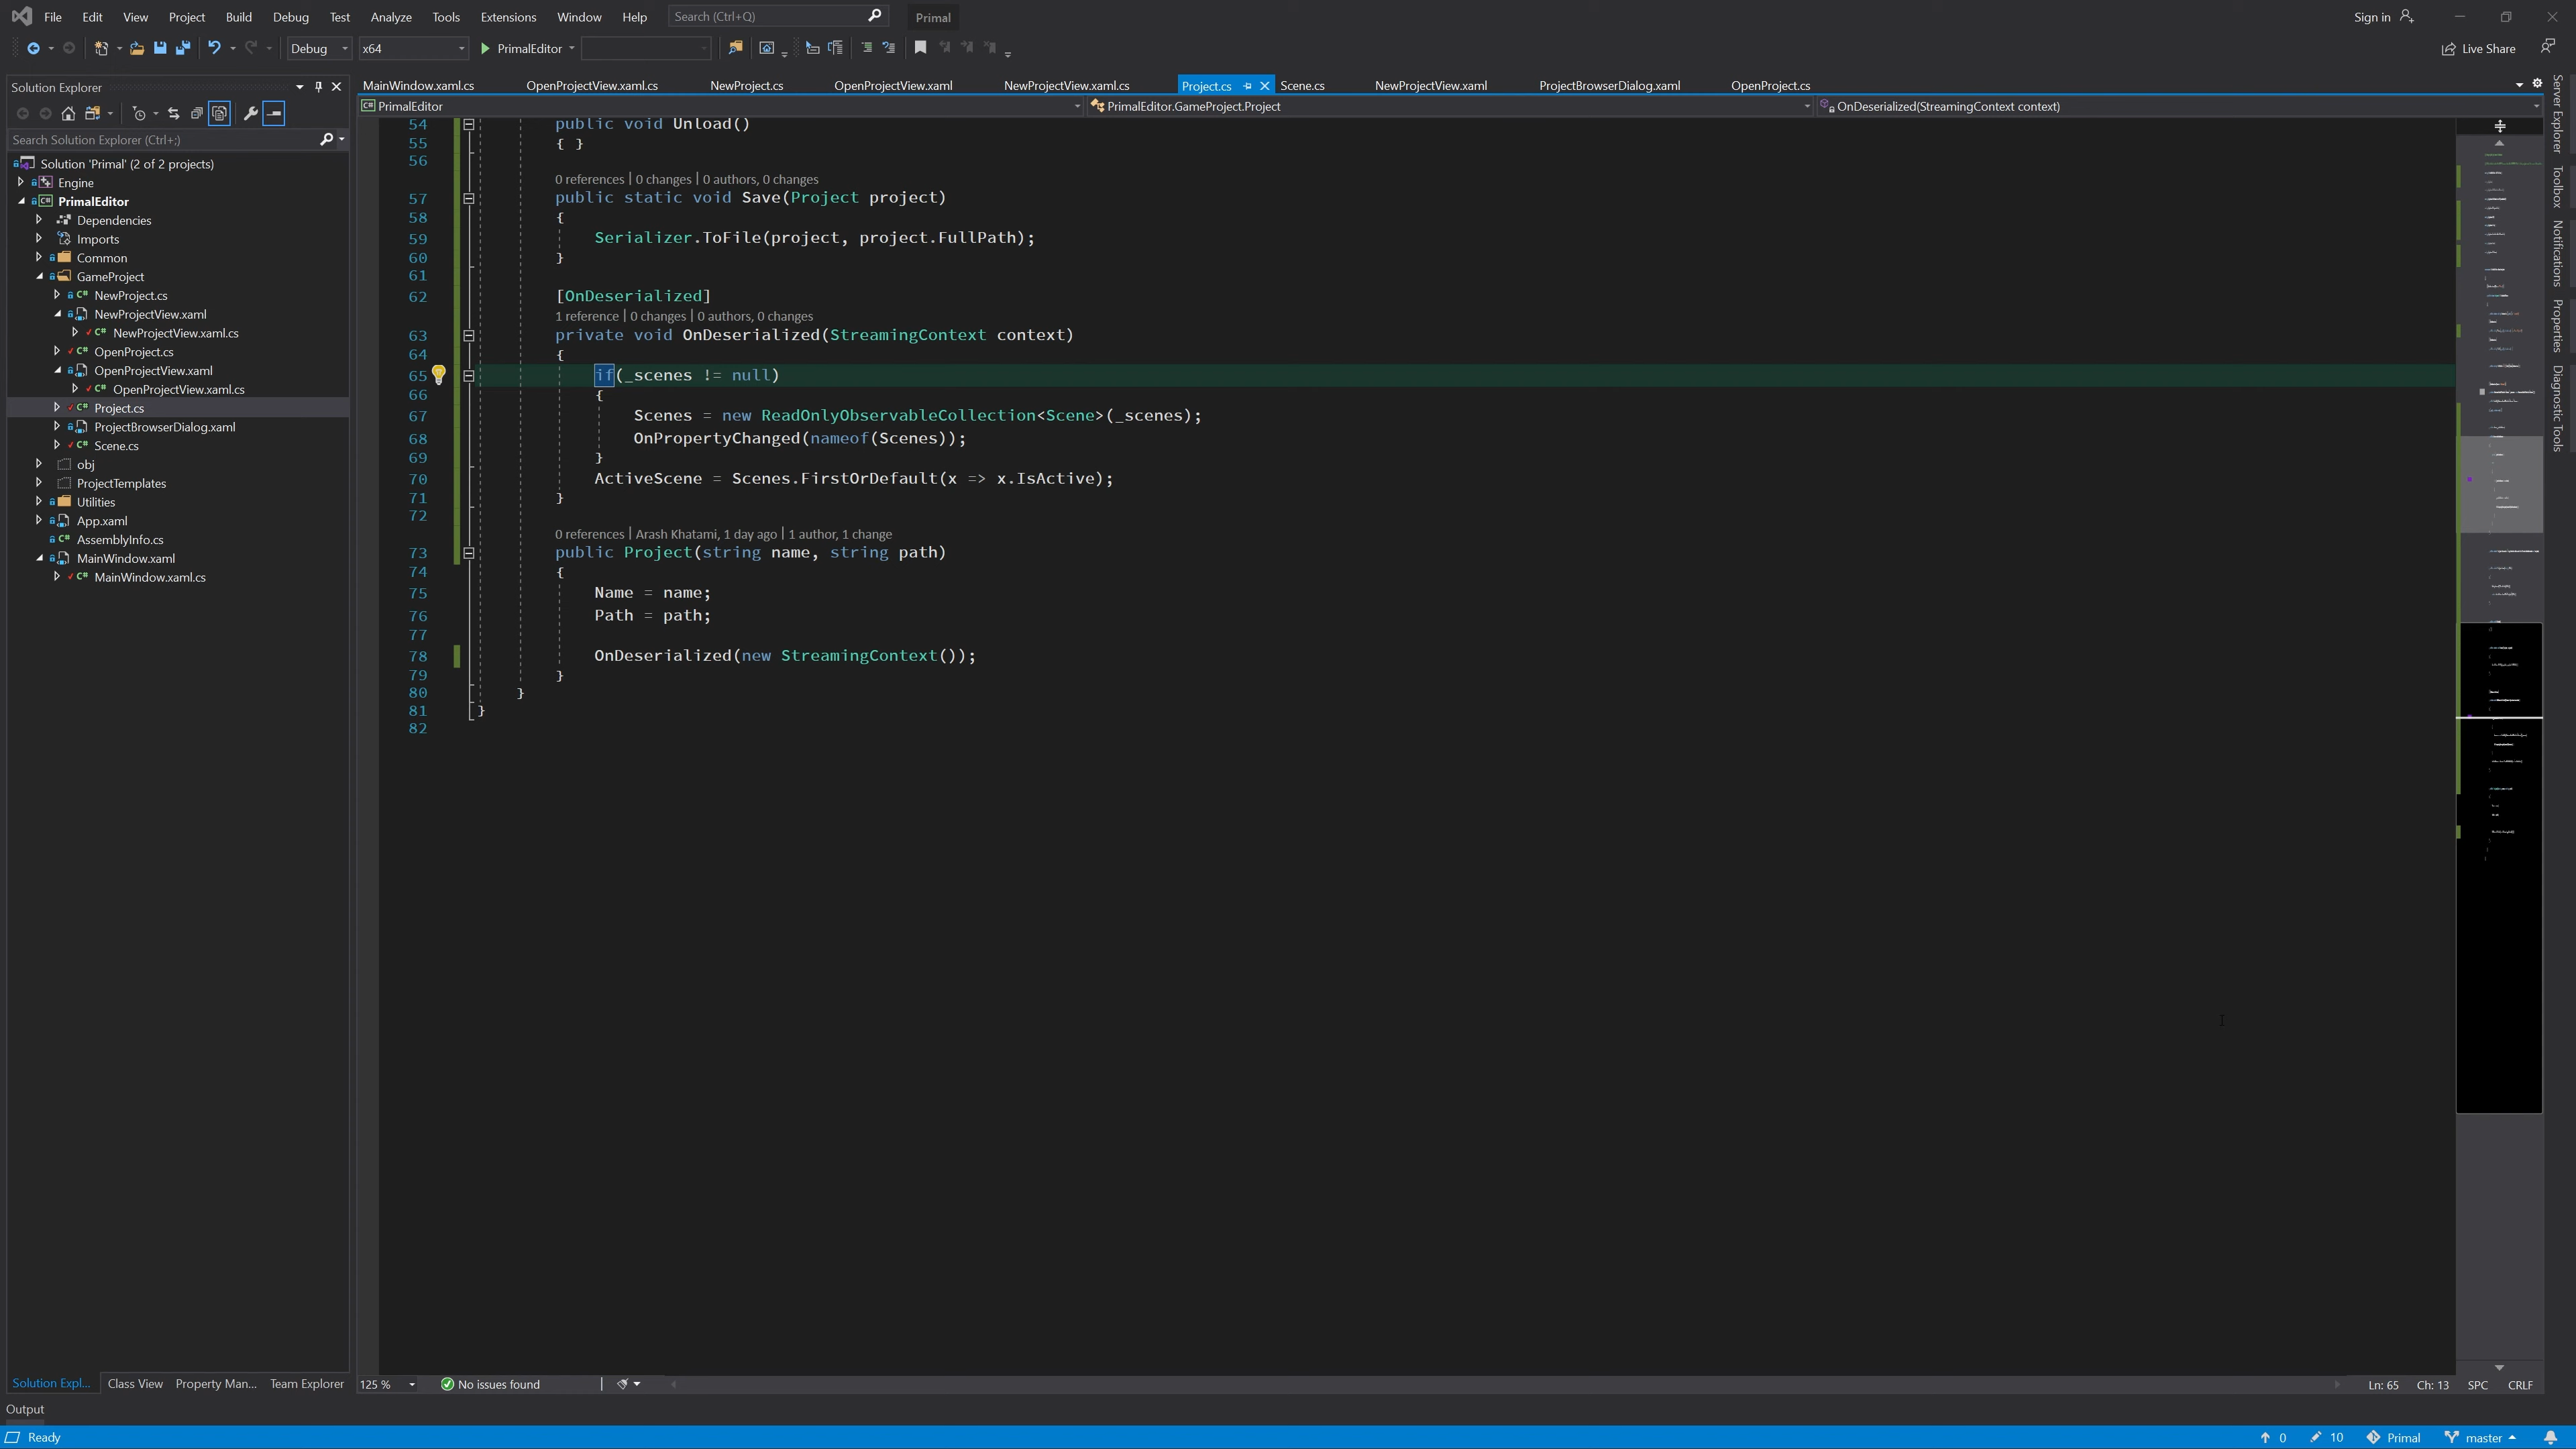 File Edit View Project Build Debug Test Analyze Tools Extensions Window Help Search (Ctrl+Q) Primal Sign in
Debug x64 PrimalEditor Live Share
Solution Explorer
Search Solution Explorer (Ctrl+;)
Solution 'Primal' (2 of 2 projects)
Engine
PrimalEditor
Dependencies
Imports
Common
GameProject
C# NewProject.cs
NewProjectView.xaml
C# NewProjectView.xaml.cs
C# OpenProject.cs
OpenProjectView.xaml
C# OpenProjectView.xaml.cs
C# Project.cs
ProjectBrowserDialog.xaml
C# Scene.cs
obj
ProjectTemplates
Utilities
App.xaml
C# AssemblyInfo.cs
MainWindow.xaml
C# MainWindow.xaml.cs
MainWindow.xaml.cs OpenProjectView.xaml.cs NewProject.cs OpenProjectView.xaml NewProjectView.xaml.cs Project.cs Scene.cs NewProjectView.xaml ProjectBrowserDialog.xaml OpenProject.cs
C# PrimalEditor PrimalEditor.GameProject.Project OnDeserialized(StreamingContext context)
54 public void Unload()
55 { }
56
0 references | 0 changes | 0 authors, 0 changes
57 public static void Save(Project project)
58 {
59 Serializer.ToFile(project, project.FullPath);
60 }
61
62 [OnDeserialized]
1 reference | 0 changes | 0 authors, 0 changes
63 private void OnDeserialized(StreamingContext context)
64 {
65 if(_scenes != null)
66 {
67 Scenes = new ReadOnlyObservableCollection<Scene>(_scenes);
68 OnPropertyChanged(nameof(Scenes));
69 }
70 ActiveScene = Scenes.FirstOrDefault(x => x.IsActive);
71 }
72
0 references | Arash Khatami, 1 day ago | 1 author, 1 change
73 public Project(string name, string path)
74 {
75 Name = name;
76 Path = path;
77
78 OnDeserialized(new StreamingContext());
79 }
80 }
81 }
82
Server Explorer
Toolbox
Notifications
Properties
Diagnostic Tools
Solution Expl... Class View Property Man... Team Explorer
125 % No issues found Ln: 65 Ch: 13 SPC CRLF
Output
Ready 0 10 Primal master